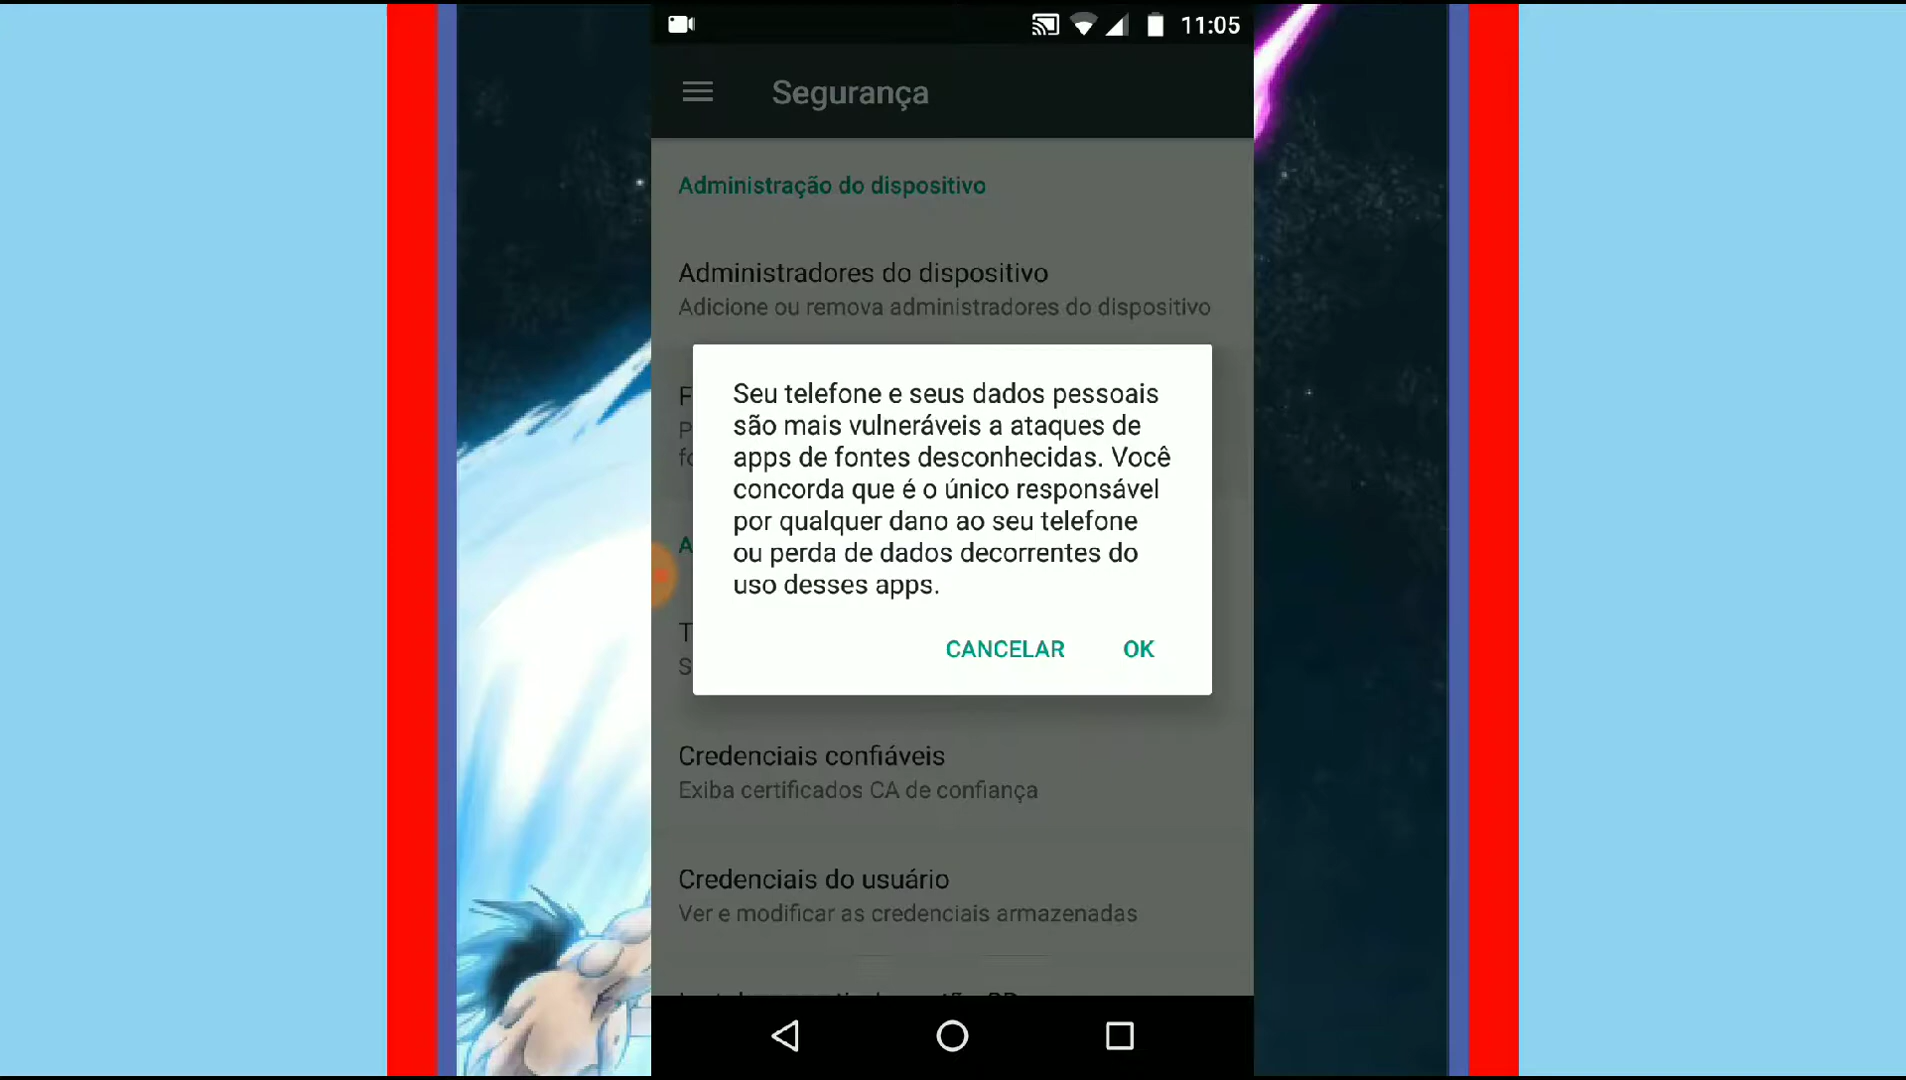 11:05
Segurança
Administração do dispositivo
Administradores do dispositivo
Adicione ou remova administradores do dispositivo
Seu telefone e seus dados pessoais
são mais vulneráveis a ataques de
apps de fontes desconhecidas. Você
concorda que é o único responsável
por qualquer dano ao seu telefone
ou perda de dados decorrentes do
uso desses apps.
CANCELAR OK
Credenciais confiáveis
Exiba certificados CA de confiança
Credenciais do usuário
Ver e modificar as credenciais armazenadas